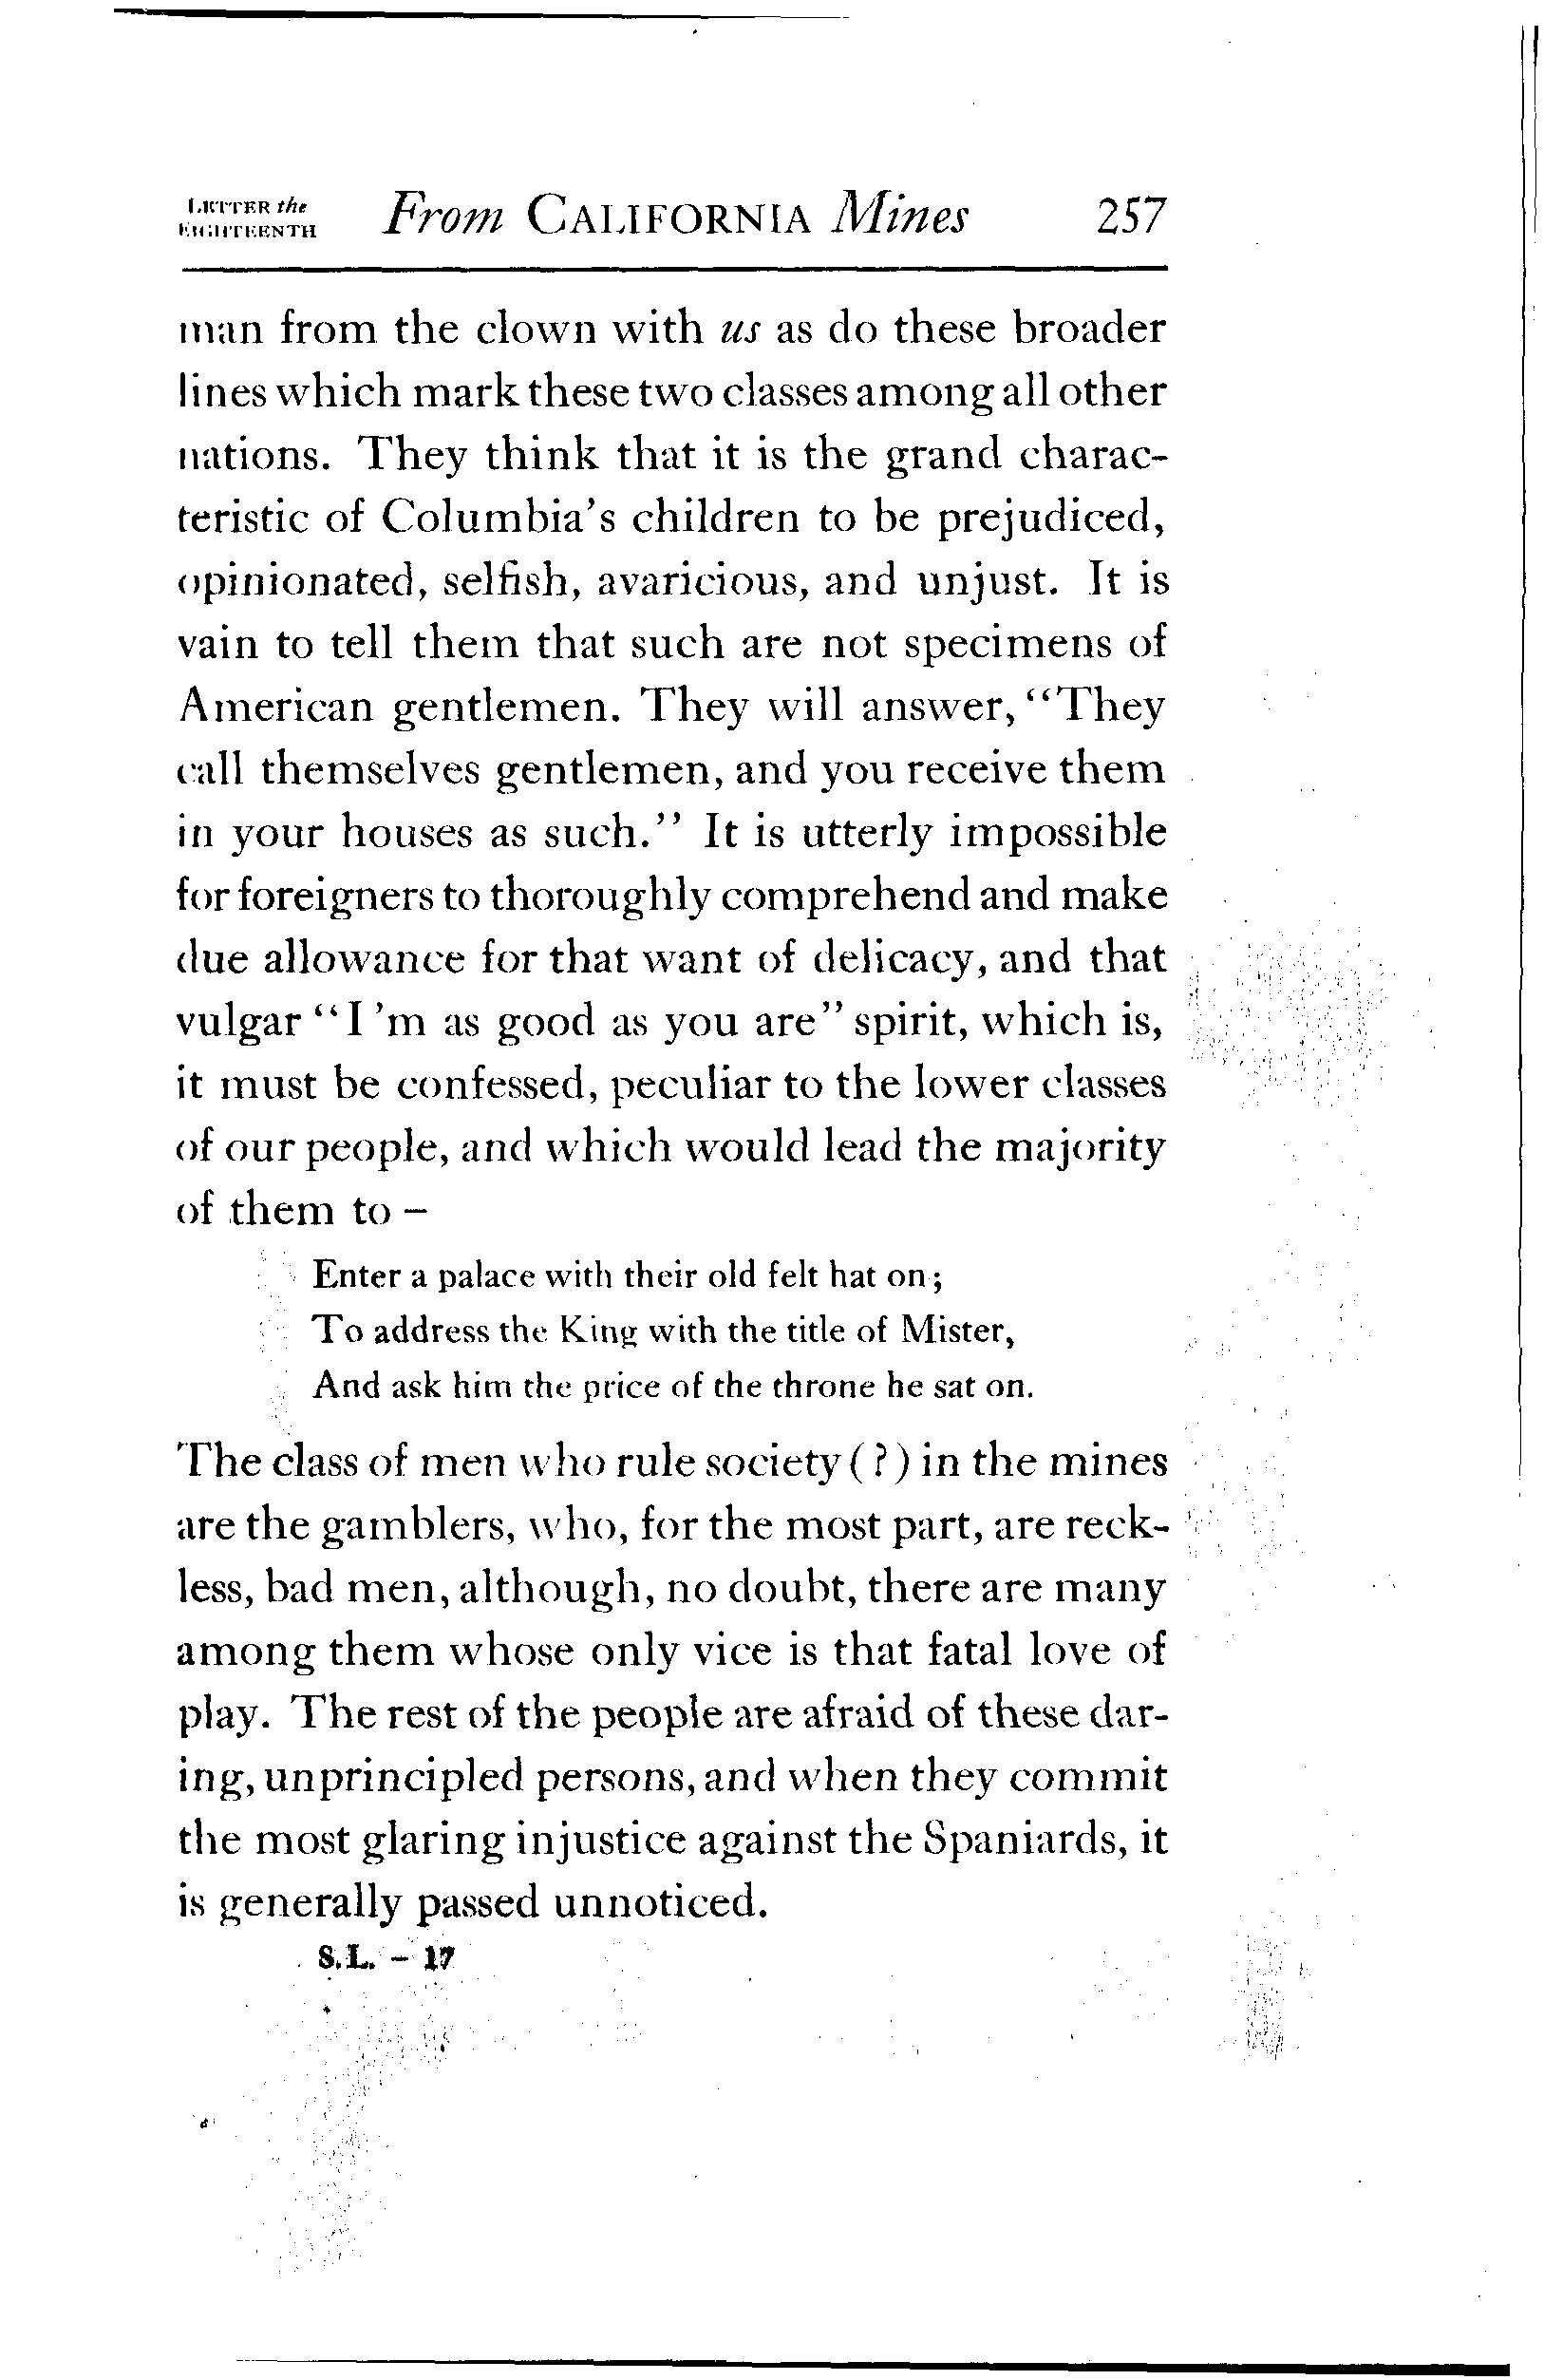 LETTER the
EIGHTEENTH
From CALIFORNIA Mines 257
man from the clown with us as do these broader
lines which mark these two classes among all other
nations. They think that it is the grand charac-
teristic of Columbia's children to be prejudiced,
opinionated, selfish, avaricious, and unjust. It is
vain to tell them that such are not specimens of
American gentlemen. They will answer, "They
call themselves gentlemen, and you receive them
in your houses as such." It is utterly impossible
for foreigners to thoroughly comprehend and make
due allowance for that want of delicacy, and that
vulgar "I 'm as good as you are" spirit, which is,
it must be confessed, peculiar to the lower classes
of our people, and which would lead the majority
of them to –
Enter a palace with their old felt hat on;
To address the King with the title of Mister,
And ask him the price of the throne he sat on.
The class of men who rule society (?) in the mines
are the gamblers, who, for the most part, are reck-
less, bad men, although, no doubt, there are many
among them whose only vice is that fatal love of
play. The rest of the people are afraid of these dar-
ing, unprincipled persons, and when they commit
the most glaring injustice against the Spaniards, it
is generally passed unnoticed.
S.L. – 17